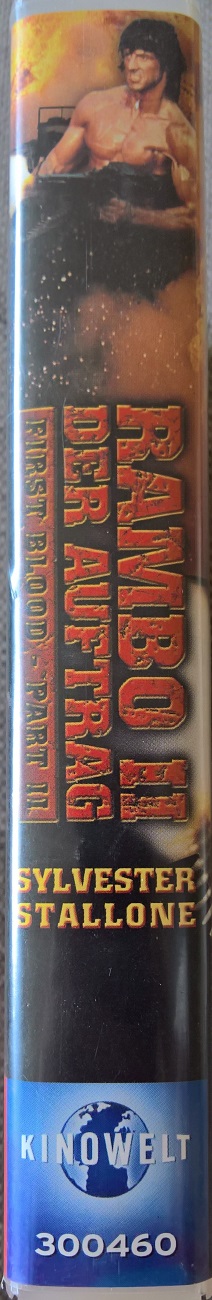 RAMBO II
DER AUFTRAG
FIRST BLOOD - PART II
SYLVESTER
STALLONE
KINOWELT
300460